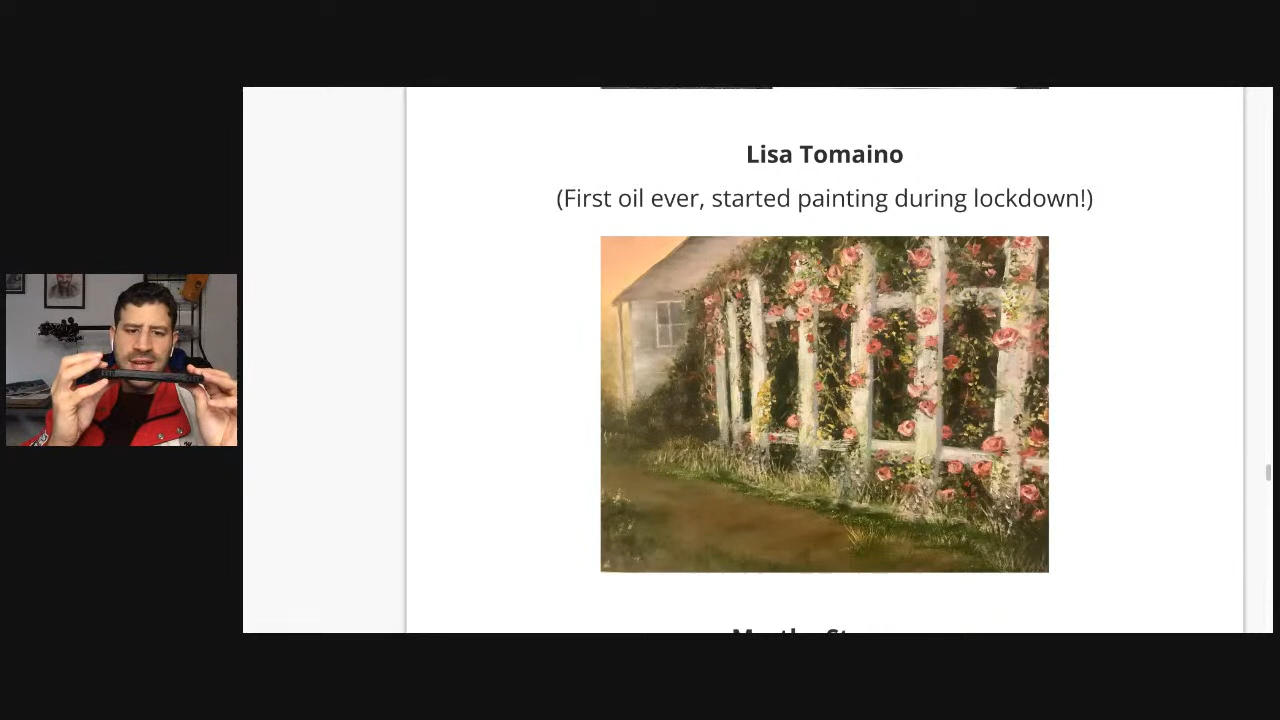 Lisa Tomaino
(First oil ever, started painting during lockdown!)